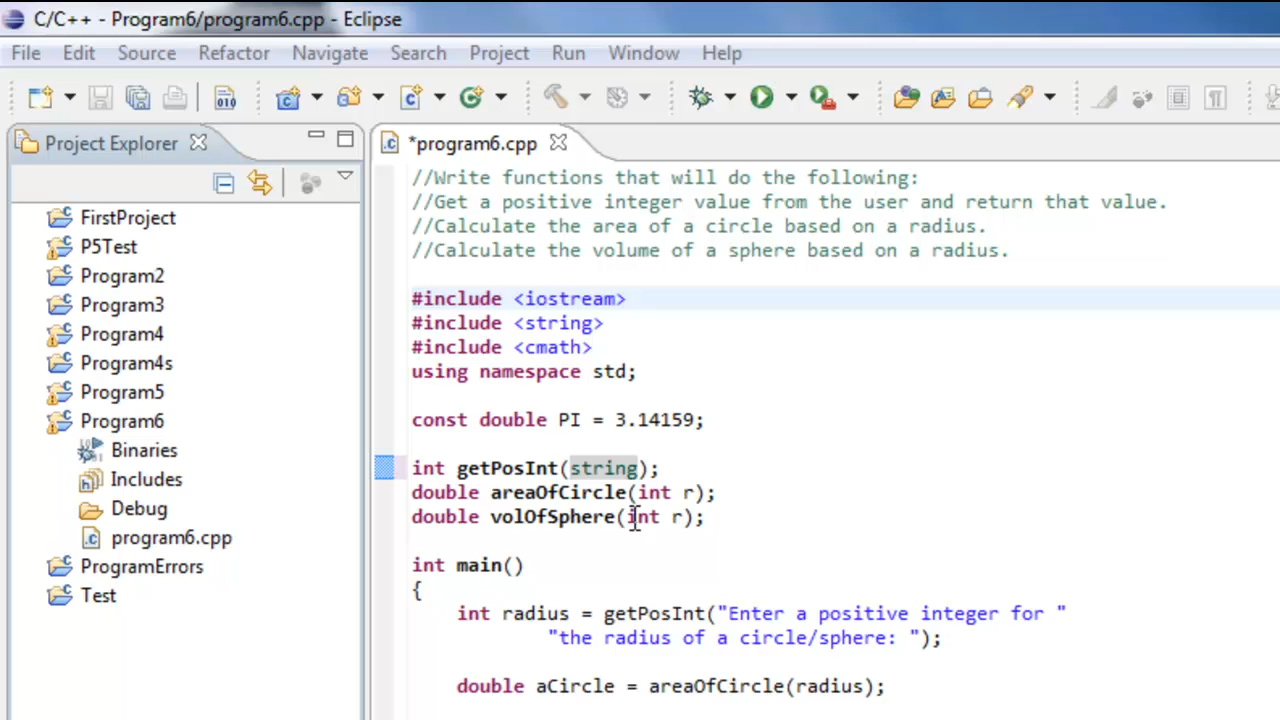 C/C++ - Program6/program6.cpp - Eclipse
File Edit Source Refactor Navigate Search Project Run Window Help
Project Explorer
FirstProject
P5Test
Program2
Program3
Program4
Program4s
Program5
Program6
Binaries
Includes
Debug
program6.cpp
ProgramErrors
Test
*program6.cpp
//Write functions that will do the following:
//Get a positive integer value from the user and return that value.
//Calculate the area of a circle based on a radius.
//Calculate the volume of a sphere based on a radius.
#include <iostream>
#include <string>
#include <cmath>
using namespace std;
const double PI = 3.14159;
int getPosInt(string);
double areaOfCircle(int r);
double volOfSphere(int r);
int main()
{
int radius = getPosInt("Enter a positive integer for "
"the radius of a circle/sphere: ");
double aCircle = areaOfCircle(radius);